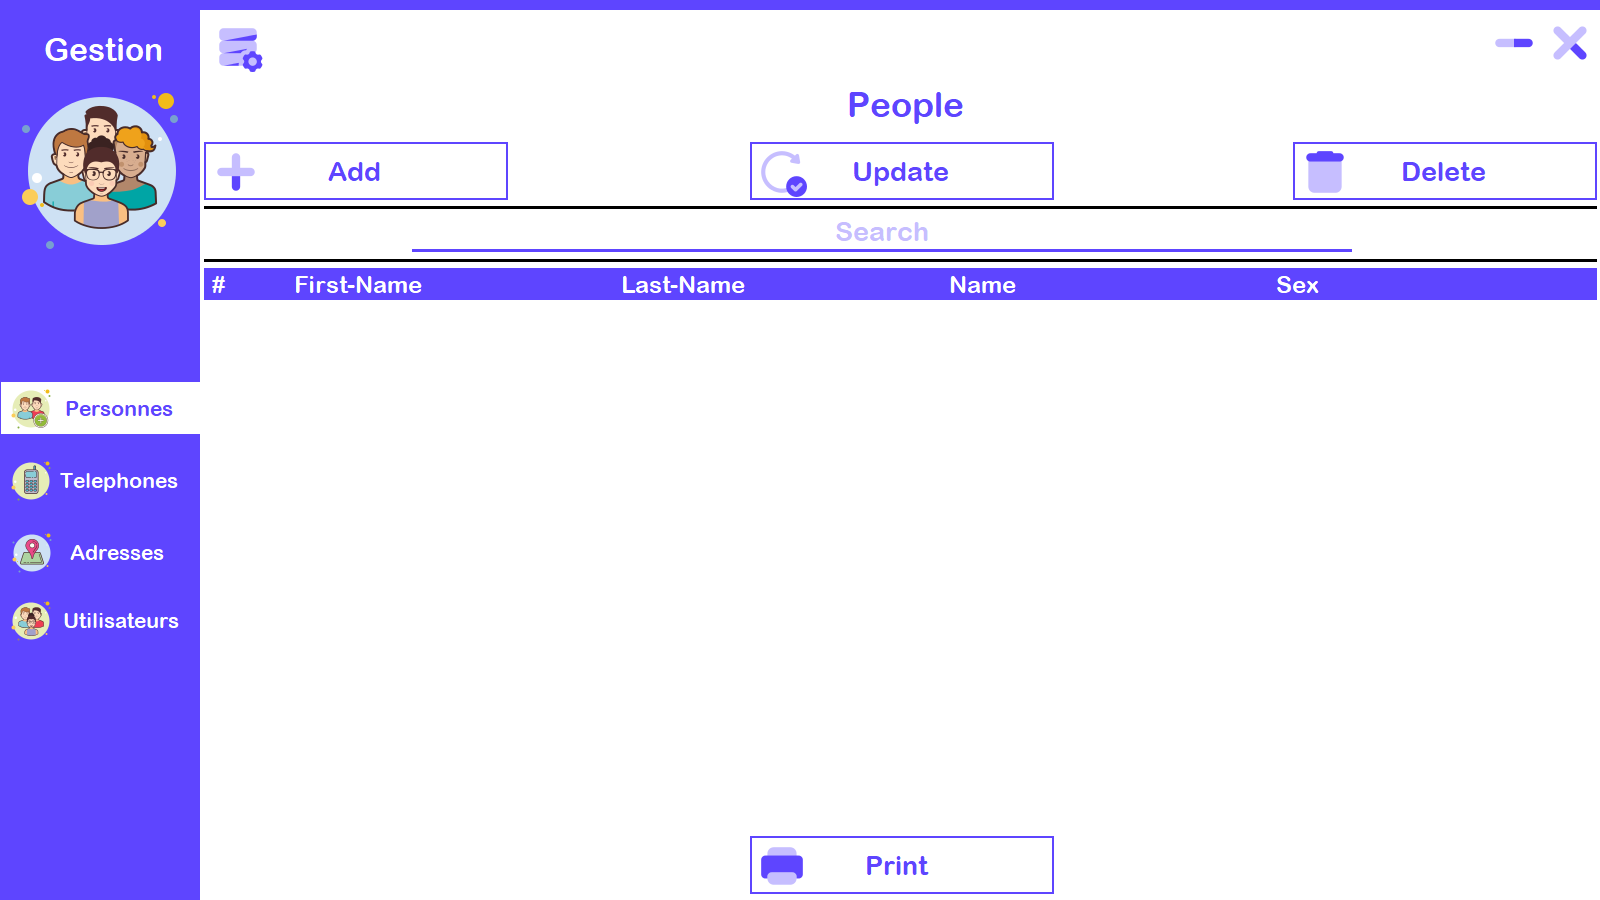 Gestion
People
Add
Update
Delete
Search
# First-Name Last-Name Name Sex
Personnes
Telephones
Adresses
Utilisateurs
Print